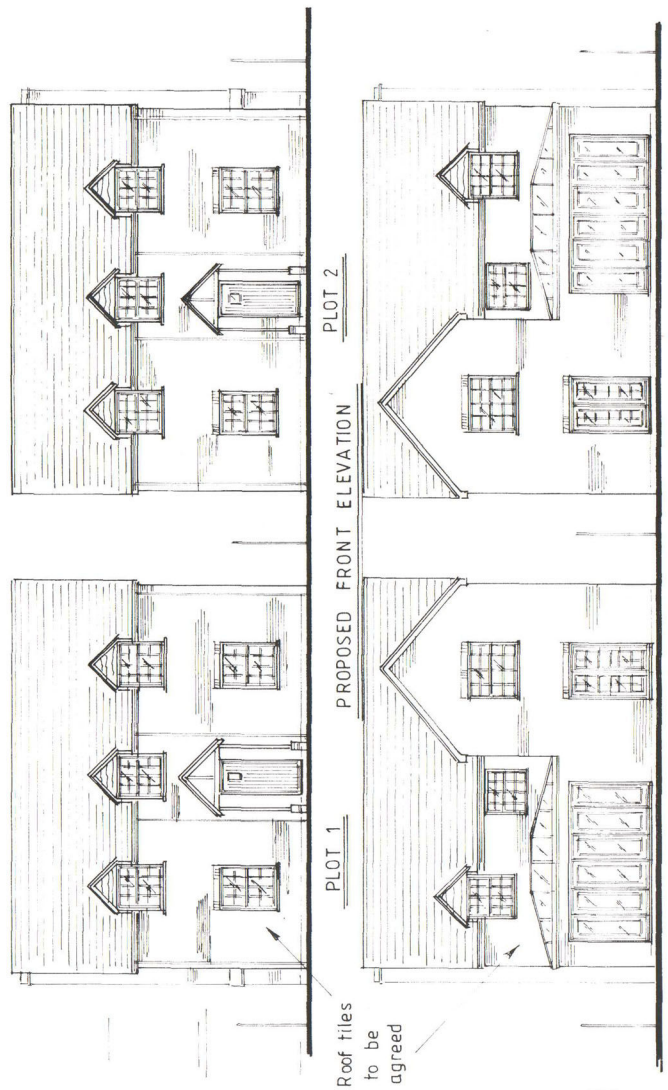 PLOT 1
PLOT 2
PROPOSED FRONT ELEVATION
Roof tiles
to be
agreed